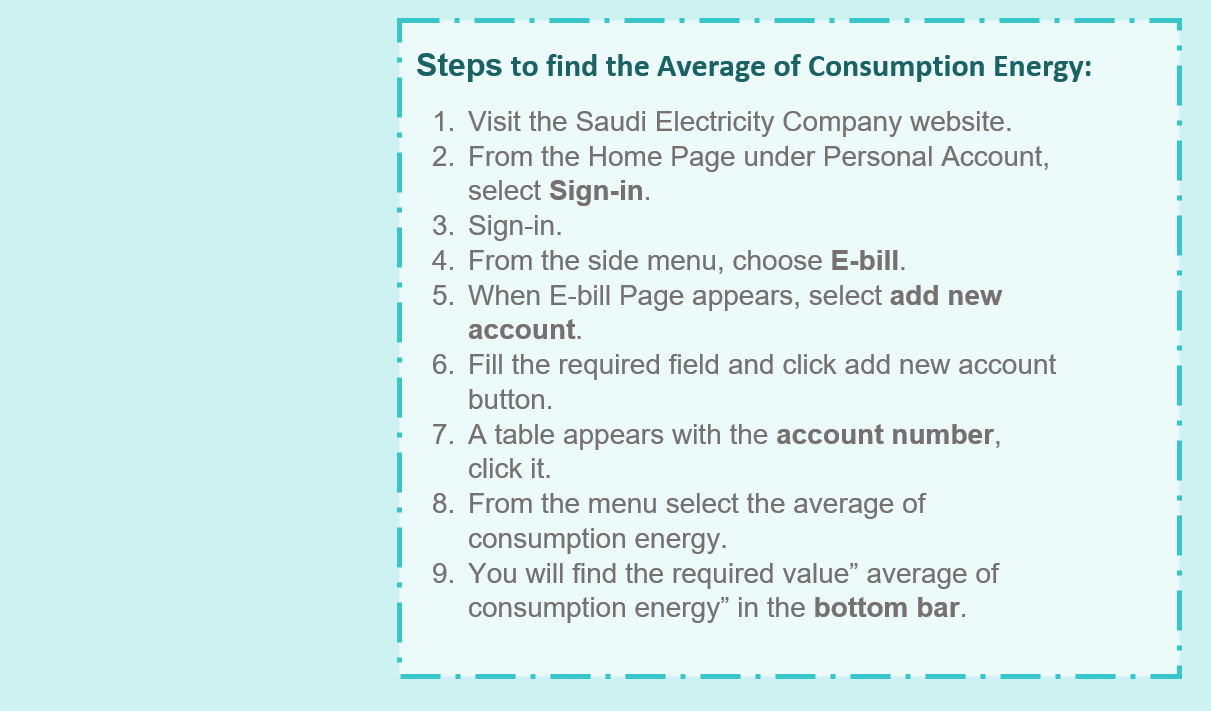 Steps to find the Average of Consumption Energy:
1. Visit the Saudi Electricity Company website.
2. From the Home Page under Personal Account,
select Sign-in.
3. Sign-in.
4. From the side menu, choose E-bill.
5. When E-bill Page appears, select add new
account.
6. Fill the required field and click add new account
button.
7. A table appears with the account number,
click it.
8. From the menu select the average of
consumption energy.
9. You will find the required value” average of
consumption energy” in the bottom bar.